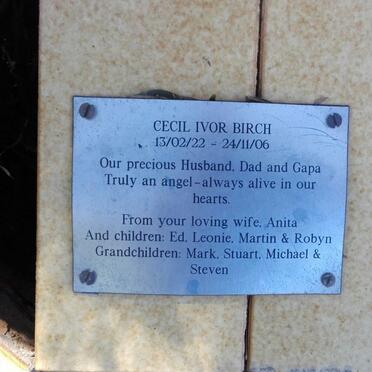 CECIL IVOR BIRCH
13/02/22 - 24/11/06
Our precious Husband, Dad and Gapa
Truly an angel-always alive in our
hearts.
From your loving wife, Anita
And children: Ed, Leonie, Martin & Robyn
Grandchildren: Mark, Stuart, Michael &
Steven